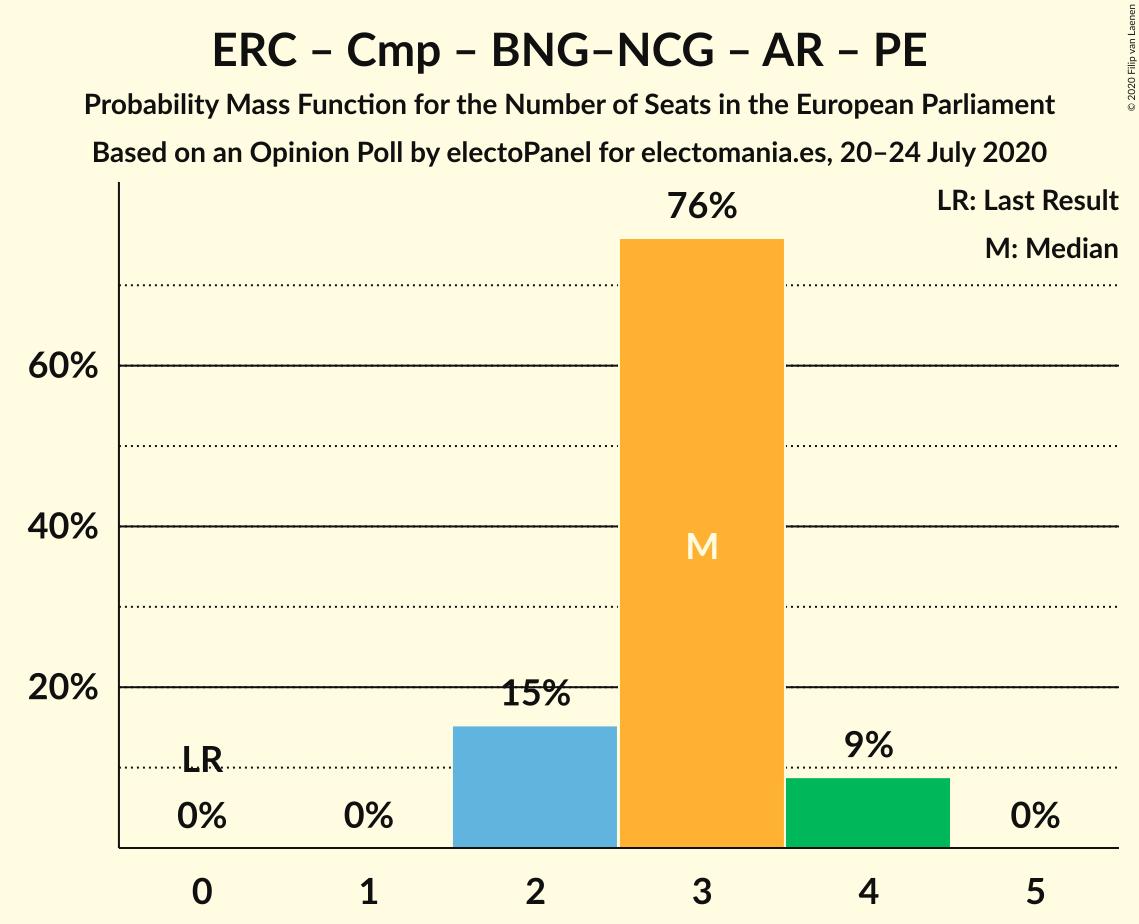 ERC – Cmp – BNG–NCG – AR – PE
Probability Mass Function for the Number of Seats in the European Parliament
Based on an Opinion Poll by electoPanel for electomania.es, 20–24 July 2020
© 2020 Filip van Laenen
LR: Last Result
M: Median
76%
60%
40%
M
20%
15%
9%
LR
0%
0%
0%
0 1 2 3 4 5